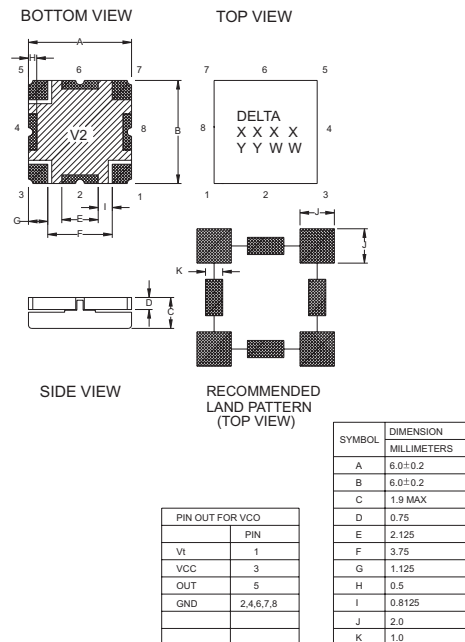 BOTTOM VIEW
TOP VIEW
A
H
5 6 7
4 V2 8
B
3 2 1
I
G
E
F
7 6 5
8 4
DELTA
X X X X
Y Y W W
1 2 3
J
J
K
D
C
SIDE VIEW
RECOMMENDED
LAND PATTERN
(TOP VIEW)
SYMBOL DIMENSION
MILLIMETERS
A 6.0±0.2
B 6.0±0.2
C 1.9 MAX
D 0.75
E 2.125
F 3.75
G 1.125
H 0.5
I 0.8125
J 2.0
K 1.0
PIN OUT FOR VCO
PIN
Vt 1
VCC 3
OUT 5
GND 2,4,6,7,8